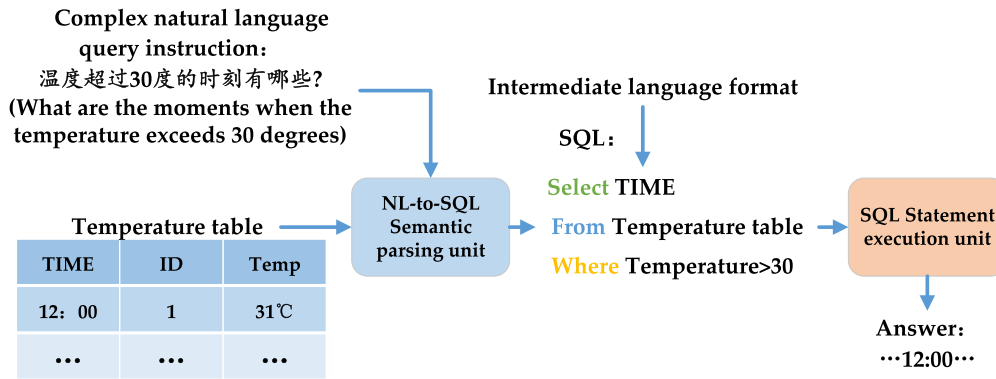 Complex natural language
query instruction：
温度超过30度的时刻有哪些?
(What are the moments when the
temperature exceeds 30 degrees)
Intermediate language format
SQL：
Select TIME
From Temperature table
Where Temperature>30
NL-to-SQL
Semantic
parsing unit
SQL Statement
execution unit
Temperature table
TIME ID Temp
12：00 1 31℃
... ... ...
Answer：
…12:00…